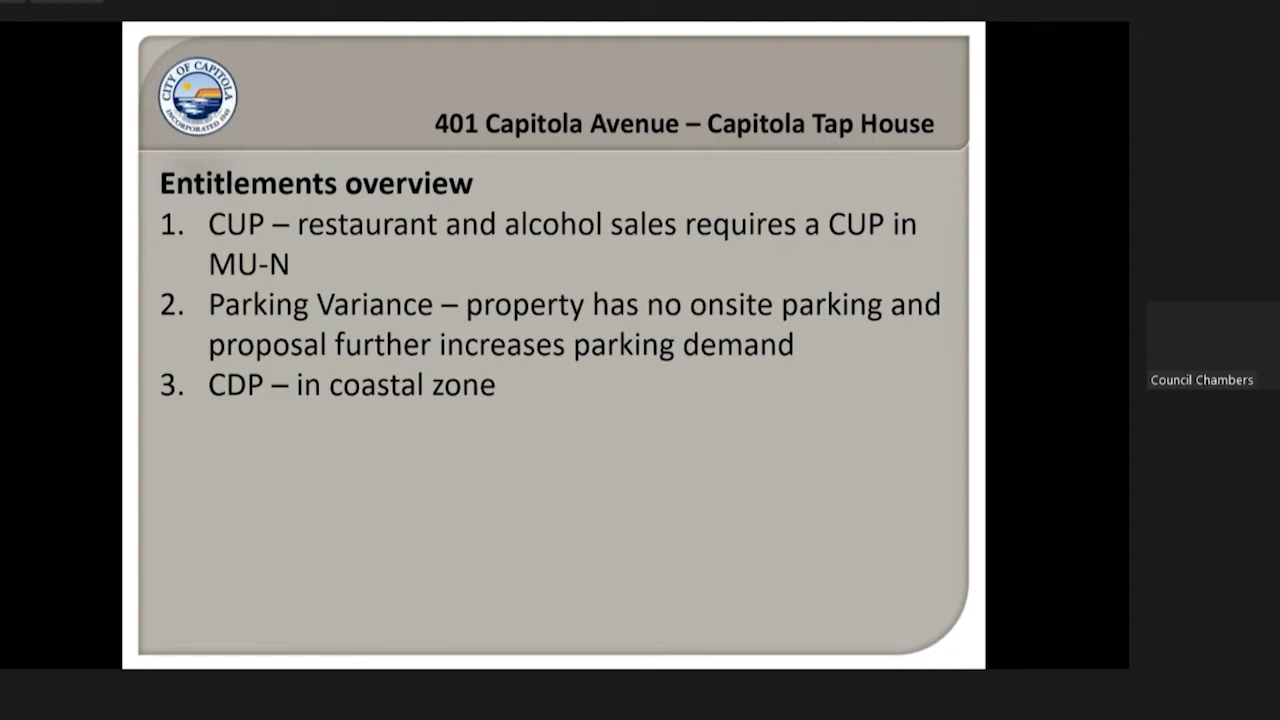 CITY OF CAPITOLA
INCORPORATED 1949
401 Capitola Avenue – Capitola Tap House
Entitlements overview
1. CUP – restaurant and alcohol sales requires a CUP in
MU-N
2. Parking Variance – property has no onsite parking and
proposal further increases parking demand
3. CDP – in coastal zone
Council Chambers